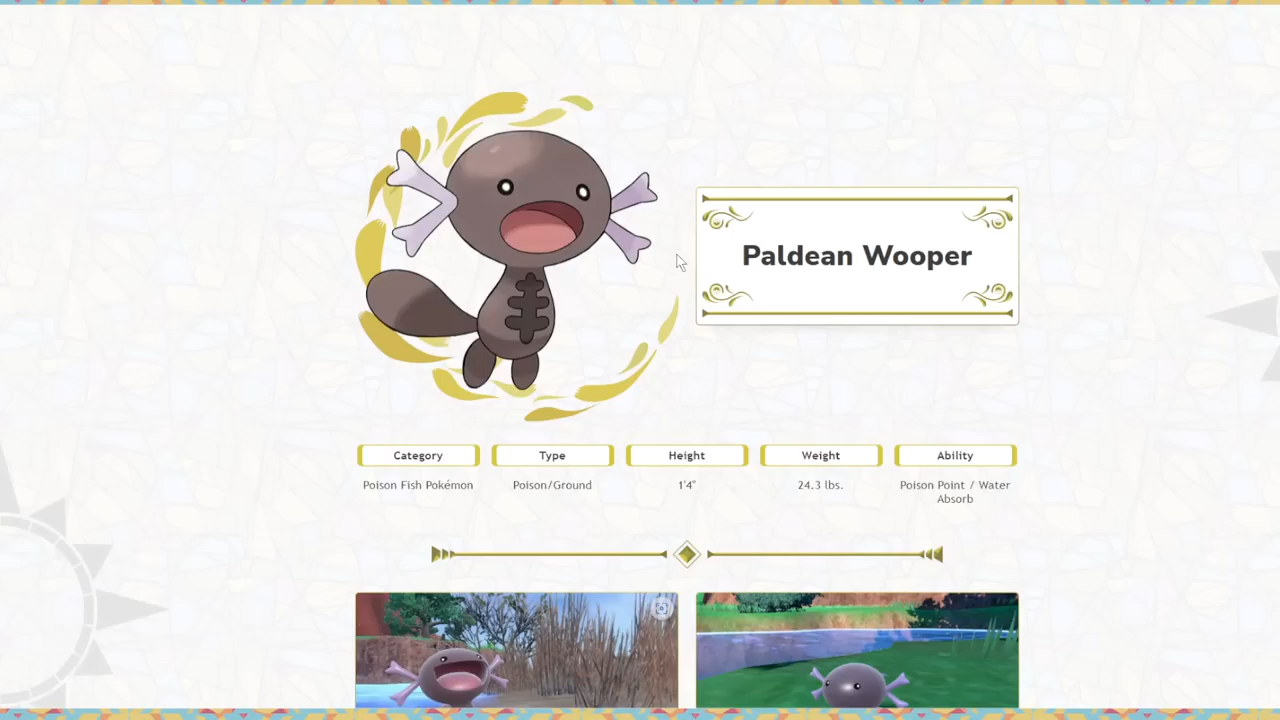 Paldean Wooper
Category
Type
Height
Weight
Ability
Poison Fish Pokémon
Poison/Ground
1'4"
24.3 lbs.
Poison Point / Water
Absorb